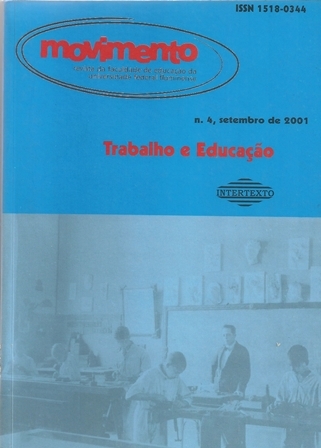 ISSN 1518-0344
movimento
n. 4, setembro de 2001
Trabalho e Educação
INTERTEXTO